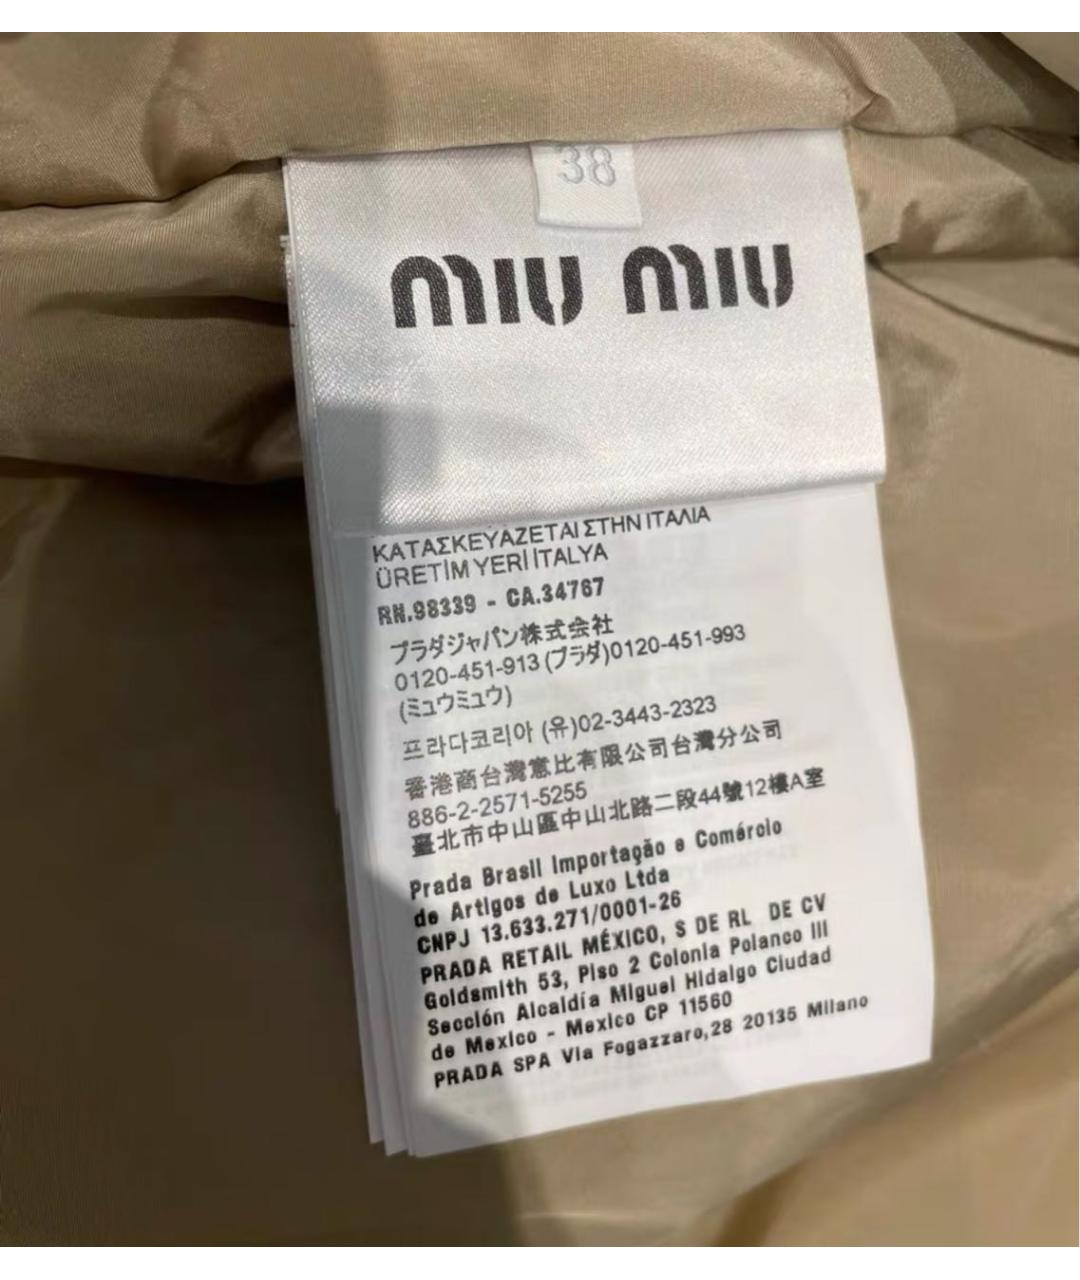 38
miu miu
ΚΑΤΑΣΚΕΥΑΖΕΤΑΙ ΣΤΗΝ ΙΤΑΛΙΑ
ÜRETİM YERİ İTALYA
RN.98339 - CA.34767
プラダジャパン株式会社
0120-451-913 (プラダ)0120-451-993
(ミュウミュウ)
프라다코리아 (유)02-3443-2323
香港商台灣意比有限公司台灣分公司
886-2-2571-5255
臺北市中山區中山北路二段44號12樓A室
Prada Brasil Importação e Comércio
de Artigos de Luxo Ltda
CNPJ 13.633.271/0001-26
PRADA RETAIL MÉXICO, S DE RL DE CV
Goldsmith 53, Piso 2 Colonia Polanco III
Sección Alcaldía Miguel Hidalgo Ciudad
de Mexico - Mexico CP 11560
PRADA SPA Via Fogazzaro,28 20135 Milano